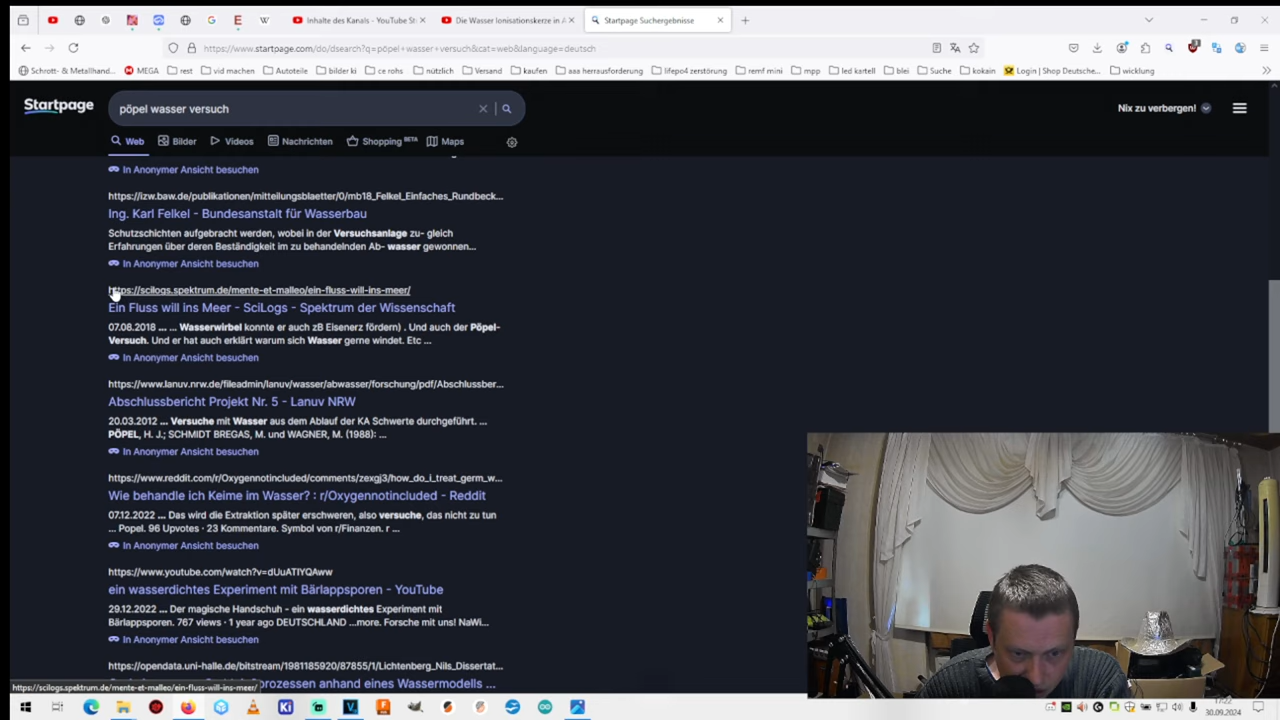 Inhalte des Kanals - YouTube St
Die Wasser Ionisationskerze in A
Startpage Suchergebnisse
https://www.startpage.com/do/dsearch?q=pöpel+wasser+versuch&cat=web&language=deutsch
Schrott- & Metallhand...
MEGA
rest
vid machen
Autoteile
bilder ki
ce rohs
nützlich
Versand
kaufen
aaa herrausforderung
lifepo4 zerstörung
remf mini
mpp
led kartell
blei
Suche
kokain
Login | Shop Deutsche...
wicklung
Startpage
pöpel wasser versuch
Nix zu verbergen!
Web
Bilder
Videos
Nachrichten
Shopping BETA
Maps
In Anonymer Ansicht besuchen
https://izw.baw.de/publikationen/mitteilungsblaetter/0/mb18_Felkel_Einfaches_Rundbeck...
Ing. Karl Felkel - Bundesanstalt für Wasserbau
Schutzschichten aufgebracht werden, wobei in der Versuchsanlage zu- gleich
Erfahrungen über deren Beständigkeit im zu behandelnden Ab- wasser gewonnen...
In Anonymer Ansicht besuchen
https://scilogs.spektrum.de/mente-et-malleo/ein-fluss-will-ins-meer/
Ein Fluss will ins Meer - SciLogs - Spektrum der Wissenschaft
07.08.2018 ... ... Wasserwirbel konnte er auch zB Eisenerz fördern) . Und auch der Pöpel-
Versuch. Und er hat auch erklärt warum sich Wasser gerne windet. Etc ...
In Anonymer Ansicht besuchen
https://www.lanuv.nrw.de/fileadmin/lanuv/wasser/abwasser/forschung/pdf/Abschlussber...
Abschlussbericht Projekt Nr. 5 - Lanuv NRW
20.03.2012 ... Versuche mit Wasser aus dem Ablauf der KA Schwerte durchgeführt. ...
PÖPEL, H. J.; SCHMIDT BREGAS, M. und WAGNER, M. (1988): ...
In Anonymer Ansicht besuchen
https://www.reddit.com/r/Oxygennotincluded/comments/zexgj3/how_do_i_treat_germ_w...
Wie behandle ich Keime im Wasser? : r/Oxygennotincluded - Reddit
07.12.2022 ... Das wird die Extraktion später erschweren, also versuche, das nicht zu tun
... Popel. 96 Upvotes · 23 Kommentare. Symbol von r/Finanzen. r ...
In Anonymer Ansicht besuchen
https://www.youtube.com/watch?v=dUuATIYQAww
ein wasserdichtes Experiment mit Bärlappsporen - YouTube
29.12.2022 ... Der magische Handschuh - ein wasserdichtes Experiment mit
Bärlappsporen. 767 views · 1 year ago DEUTSCHLAND ...more. Forsche mit uns! NaWi...
In Anonymer Ansicht besuchen
https://opendata.uni-halle.de/bitstream/1981185920/87855/1/Lichtenberg_Nils_Dissertat...
prozessen anhand eines Wassermodells ...
https://scilogs.spektrum.de/mente-et-malleo/ein-fluss-will-ins-meer/
17:22
30.09.2024